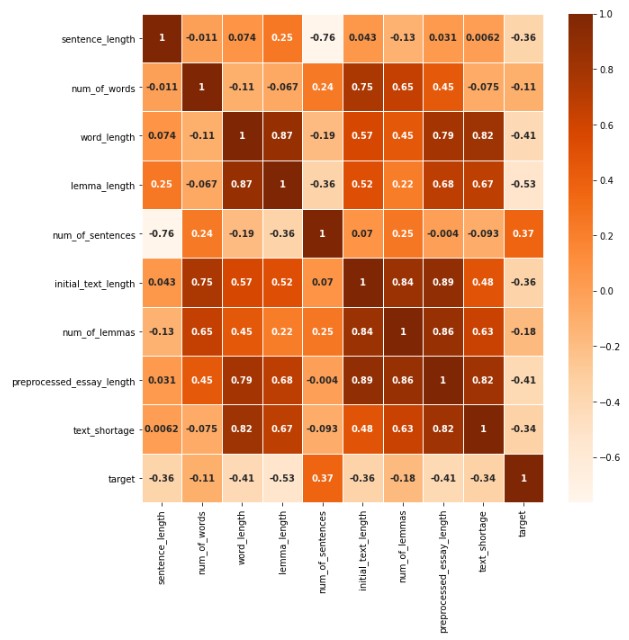 sentence_length 1 -0.011 0.074 0.25 -0.76 0.043 -0.13 0.031 0.0062 -0.36
num_of_words -0.011 1 -0.11 -0.067 0.24 0.75 0.65 0.45 -0.075 -0.11
word_length 0.074 -0.11 1 0.87 -0.19 0.57 0.45 0.79 0.82 -0.41
lemma_length 0.25 -0.067 0.87 1 -0.36 0.52 0.22 0.68 0.67 -0.53
num_of_sentences -0.76 0.24 -0.19 -0.36 1 0.07 0.25 -0.004 -0.093 0.37
initial_text_length 0.043 0.75 0.57 0.52 0.07 1 0.84 0.89 0.48 -0.36
num_of_lemmas -0.13 0.65 0.45 0.22 0.25 0.84 1 0.86 0.63 -0.18
preprocessed_essay_length 0.031 0.45 0.79 0.68 -0.004 0.89 0.86 1 0.82 -0.41
text_shortage 0.0062 -0.075 0.82 0.67 -0.093 0.48 0.63 0.82 1 -0.34
target -0.36 -0.11 -0.41 -0.53 0.37 -0.36 -0.18 -0.41 -0.34 1
sentence_length
num_of_words
word_length
lemma_length
num_of_sentences
initial_text_length
num_of_lemmas
preprocessed_essay_length
text_shortage
target
1.0
0.8
0.6
0.4
0.2
0.0
−0.2
−0.4
−0.6